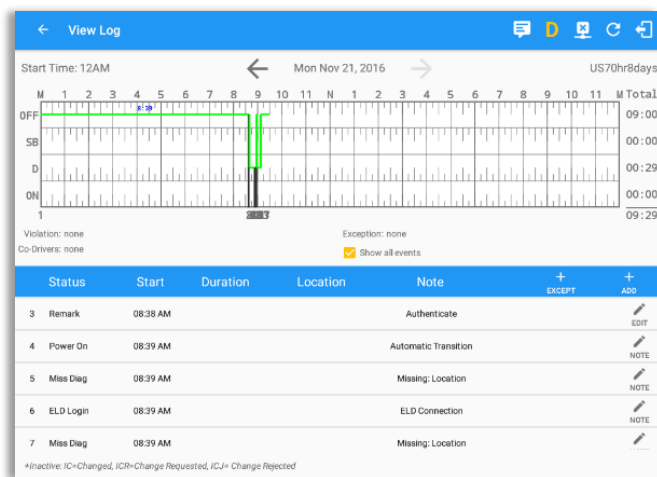 View Log
D
Start Time: 12AM
Mon Nov 21, 2016
US70hr8days
M 1 2 3 4 5 6 7 8 9 10 11 N 1 2 3 4 5 6 7 8 9 10 11 M Total
8:39
OFF 09:00
SB 00:00
D 00:29
ON 00:00
1 09:29
Violation: none
Exception: none
Co-Drivers: none
Show all events
Status Start Duration Location Note + EXCEPT + ADD
3 Remark 08:38 AM Authenticate EDIT
4 Power On 08:39 AM Automatic Transition NOTE
5 Miss Diag 08:39 AM Missing: Location NOTE
6 ELD Login 08:39 AM ELD Connection NOTE
7 Miss Diag 08:39 AM Missing: Location
+Inactive: IC=Changed, ICR=Change Requested, ICJ= Change Rejected